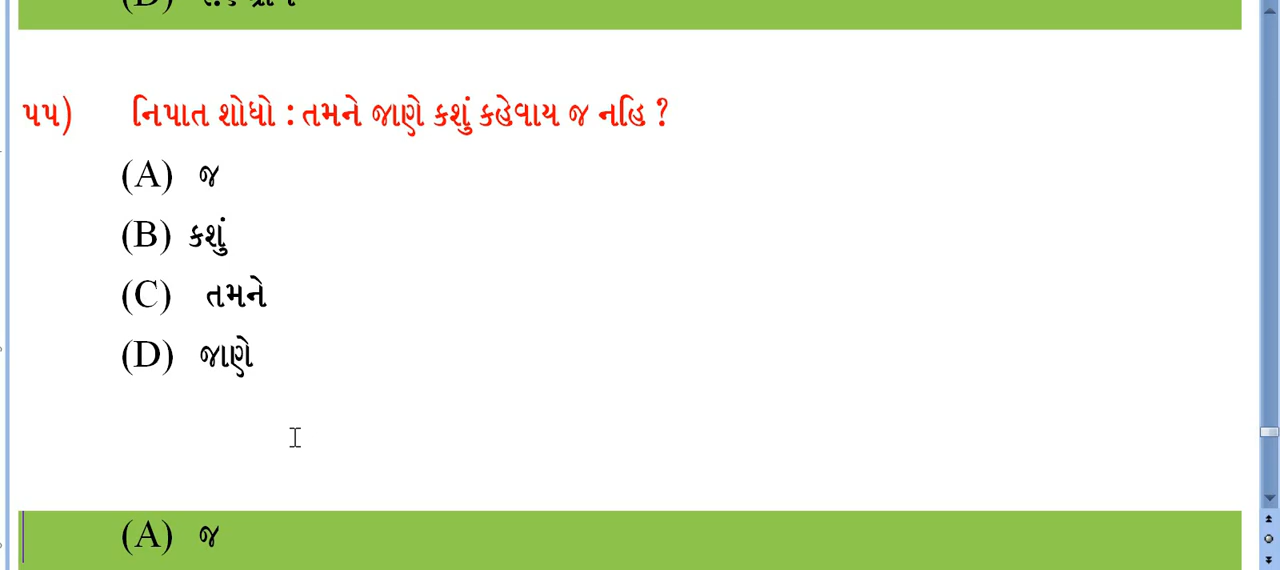 ૫૫) નિપાત શોધો : તમને જાણે કશું કહેવાય જ નહિ ?
(A) જ
(B) કશું
(C) તમને
(D) જાણે
(A) જ